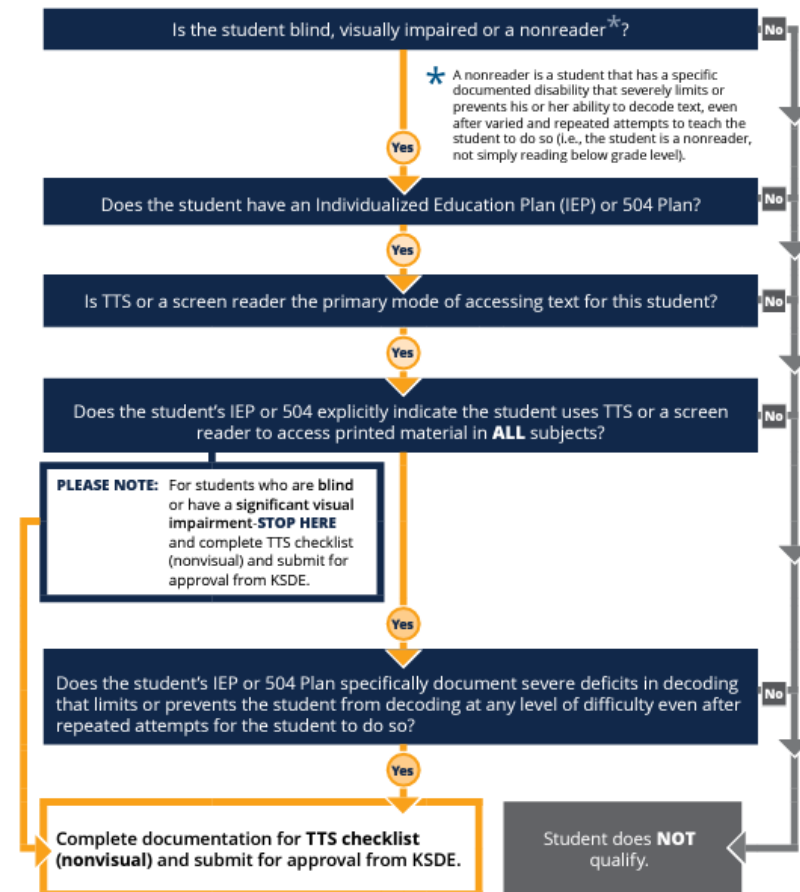 Is the student blind, visually impaired or a nonreader*?
No
* A nonreader is a student that has a specific
documented disability that severely limits or
prevents his or her ability to decode text, even
after varied and repeated attempts to teach the
student to do so (i.e., the student is a nonreader,
not simply reading below grade level).
Yes
Does the student have an Individualized Education Plan (IEP) or 504 Plan?
No
Yes
Is TTS or a screen reader the primary mode of accessing text for this student?
No
Yes
Does the student’s IEP or 504 explicitly indicate the student uses TTS or a screen
reader to access printed material in ALL subjects?
No
PLEASE NOTE: For students who are blind
or have a significant visual
impairment-STOP HERE
and complete TTS checklist
(nonvisual) and submit for
approval from KSDE.
Yes
Does the student’s IEP or 504 Plan specifically document severe deficits in decoding
that limits or prevents the student from decoding at any level of difficulty even after
repeated attempts for the student to do so?
No
Yes
Complete documentation for TTS checklist
(nonvisual) and submit for approval from KSDE.
Student does NOT
qualify.